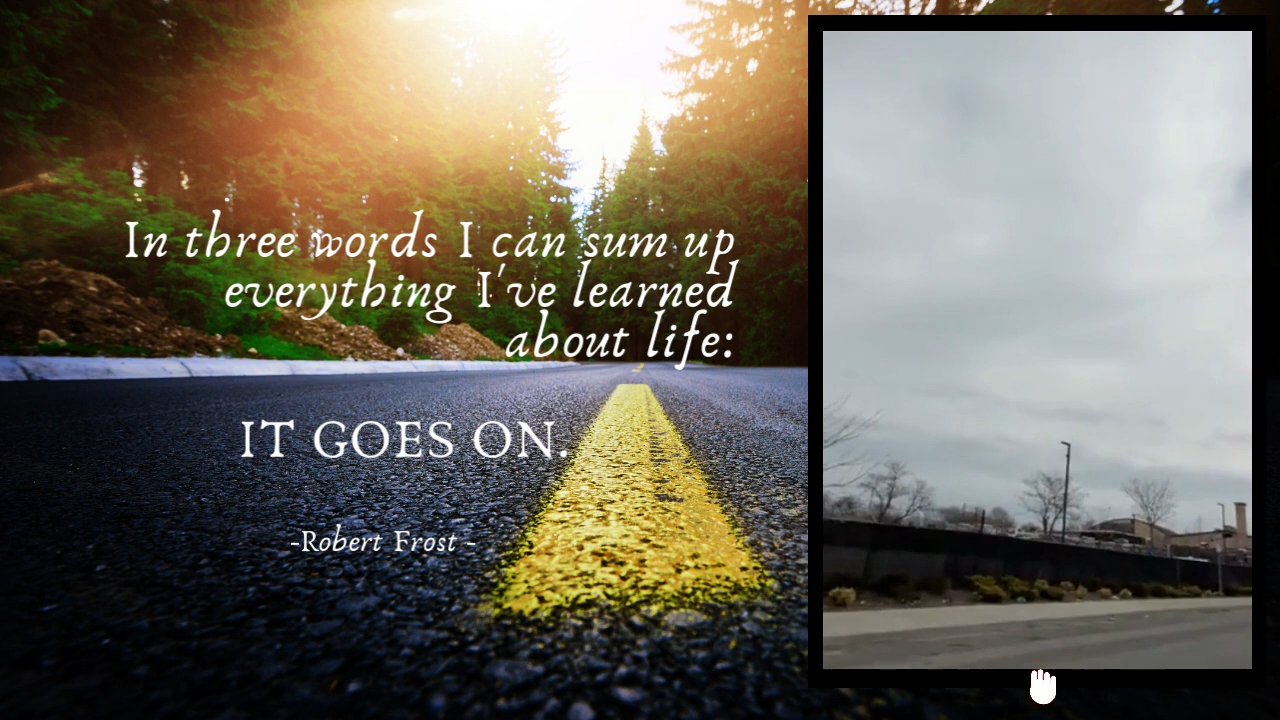 In three words I can sum up
everything I've learned
about life:
IT GOES ON.
-Robert Frost -